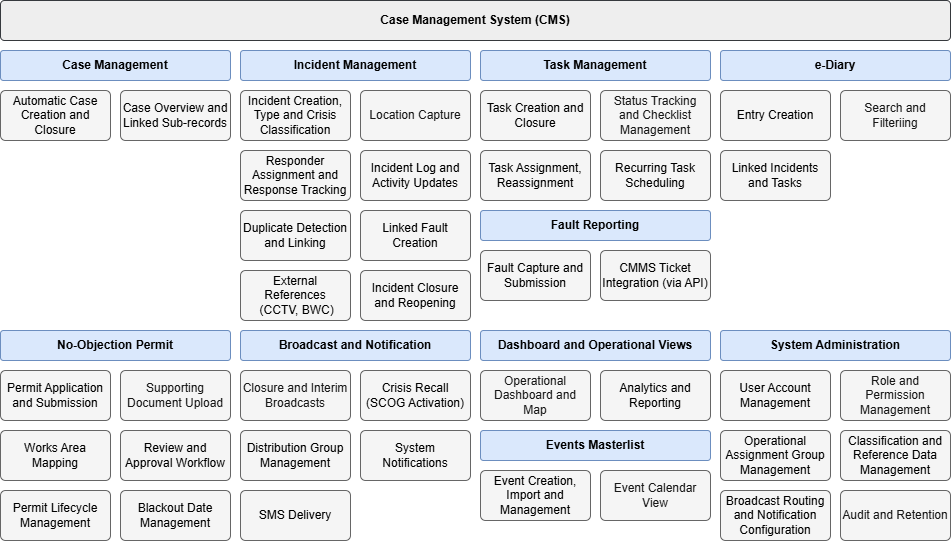 Case Management System (CMS)
Case Management
Automatic Case
Creation and
Closure
Case Overview and
Linked Sub-records
Incident Management
Incident Creation,
Type and Crisis
Classification
Location Capture
Responder
Assignment and
Response Tracking
Incident Log and
Activity Updates
Duplicate Detection
and Linking
Linked Fault
Creation
External
References
(CCTV, BWC)
Incident Closure
and Reopening
Task Management
Task Creation and
Closure
Status Tracking
and Checklist
Management
Task Assignment,
Reassignment
Recurring Task
Scheduling
Fault Reporting
Fault Capture and
Submission
CMMS Ticket
Integration (via API)
e-Diary
Entry Creation
Search and
Filteriing
Linked Incidents
and Tasks
No-Objection Permit
Permit Application
and Submission
Supporting
Document Upload
Works Area
Mapping
Review and
Approval Workflow
Permit Lifecycle
Management
Blackout Date
Management
Broadcast and Notification
Closure and Interim
Broadcasts
Crisis Recall
(SCOG Activation)
Distribution Group
Management
System
Notifications
SMS Delivery
Dashboard and Operational Views
Operational
Dashboard and
Map
Analytics and
Reporting
Events Masterlist
Event Creation,
Import and
Management
Event Calendar
View
System Administration
User Account
Management
Role and
Permission
Management
Operational
Assignment Group
Management
Classification and
Reference Data
Management
Broadcast Routing
and Notification
Configuration
Audit and Retention